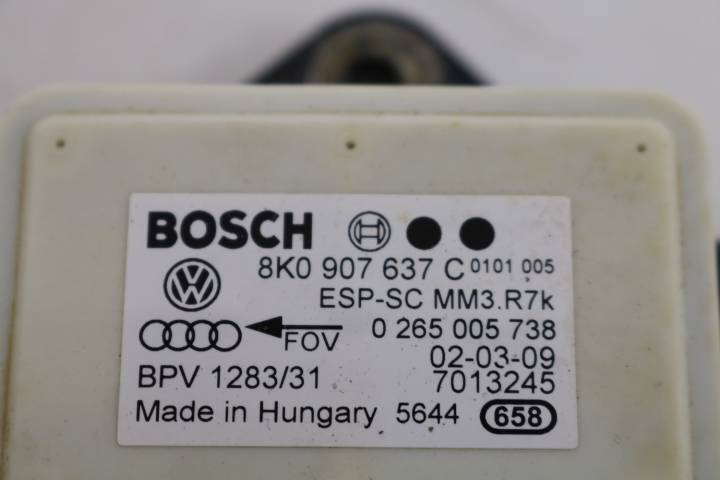 BOSCH
8K0 907 637 C 0101 005
ESP-SC MM3.R7k
FOV 0 265 005 738
02-03-09
BPV 1283/31 7013245
Made in Hungary 5644 658